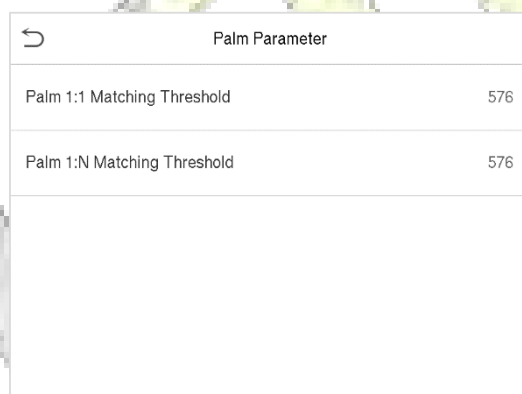 Palm Parameter
Palm 1:1 Matching Threshold 576
Palm 1:N Matching Threshold 576